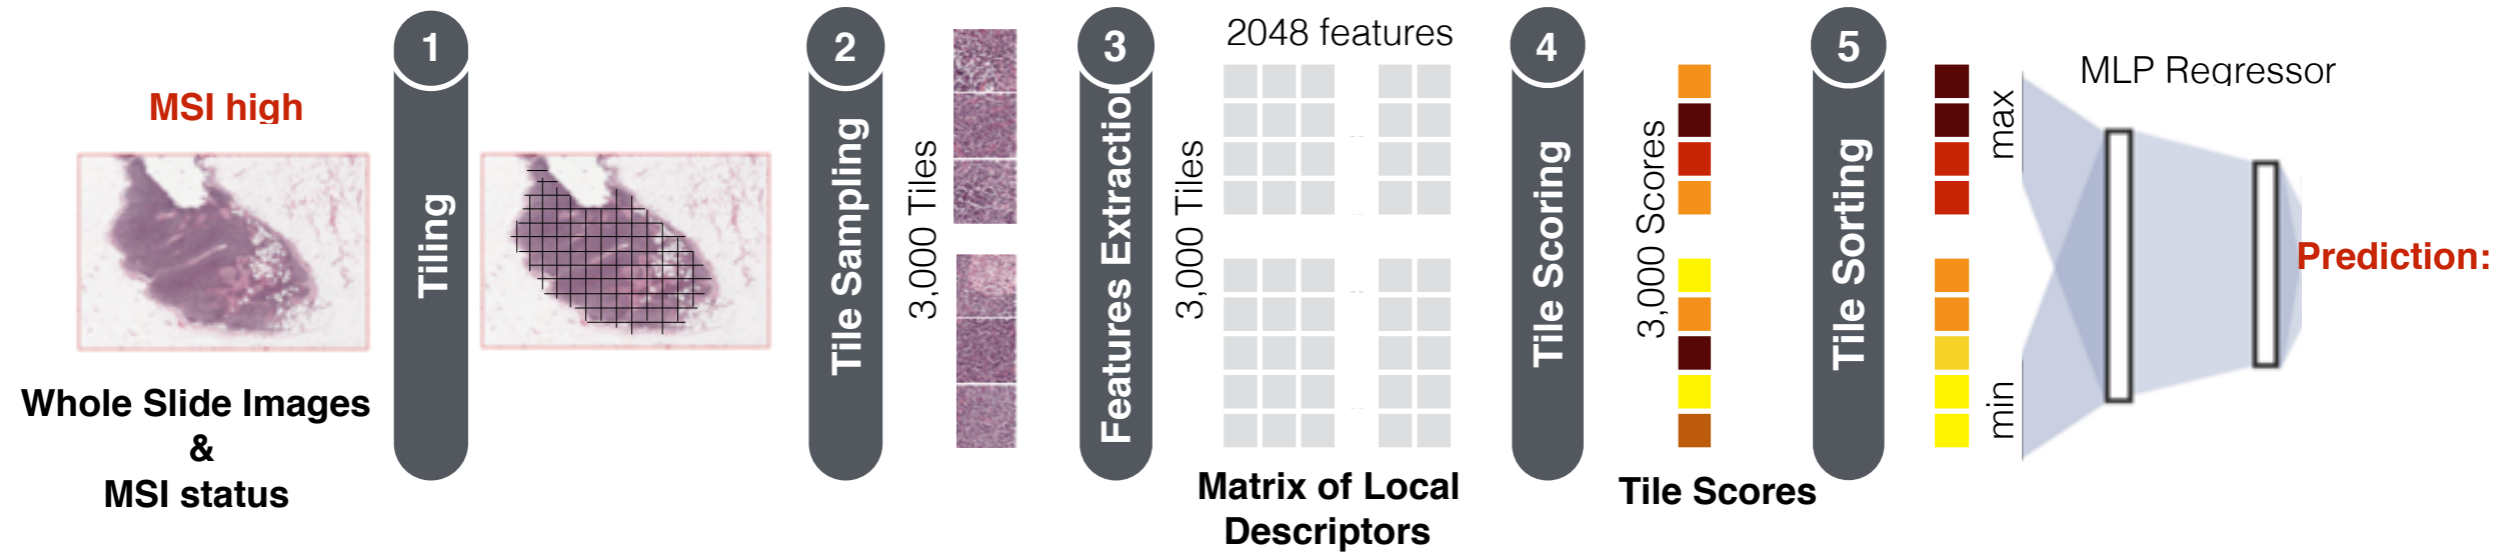 MSI high
Whole Slide Images
&
MSI status
1
Tiling
2
Tile Sampling
3,000 Tiles
3
Features Extraction
3,000 Tiles
2048 features
Matrix of Local
Descriptors
4
Tile Scoring
3,000 Scores
Tile Scores
5
Tile Sorting
max
min
MLP Regressor
Prediction: